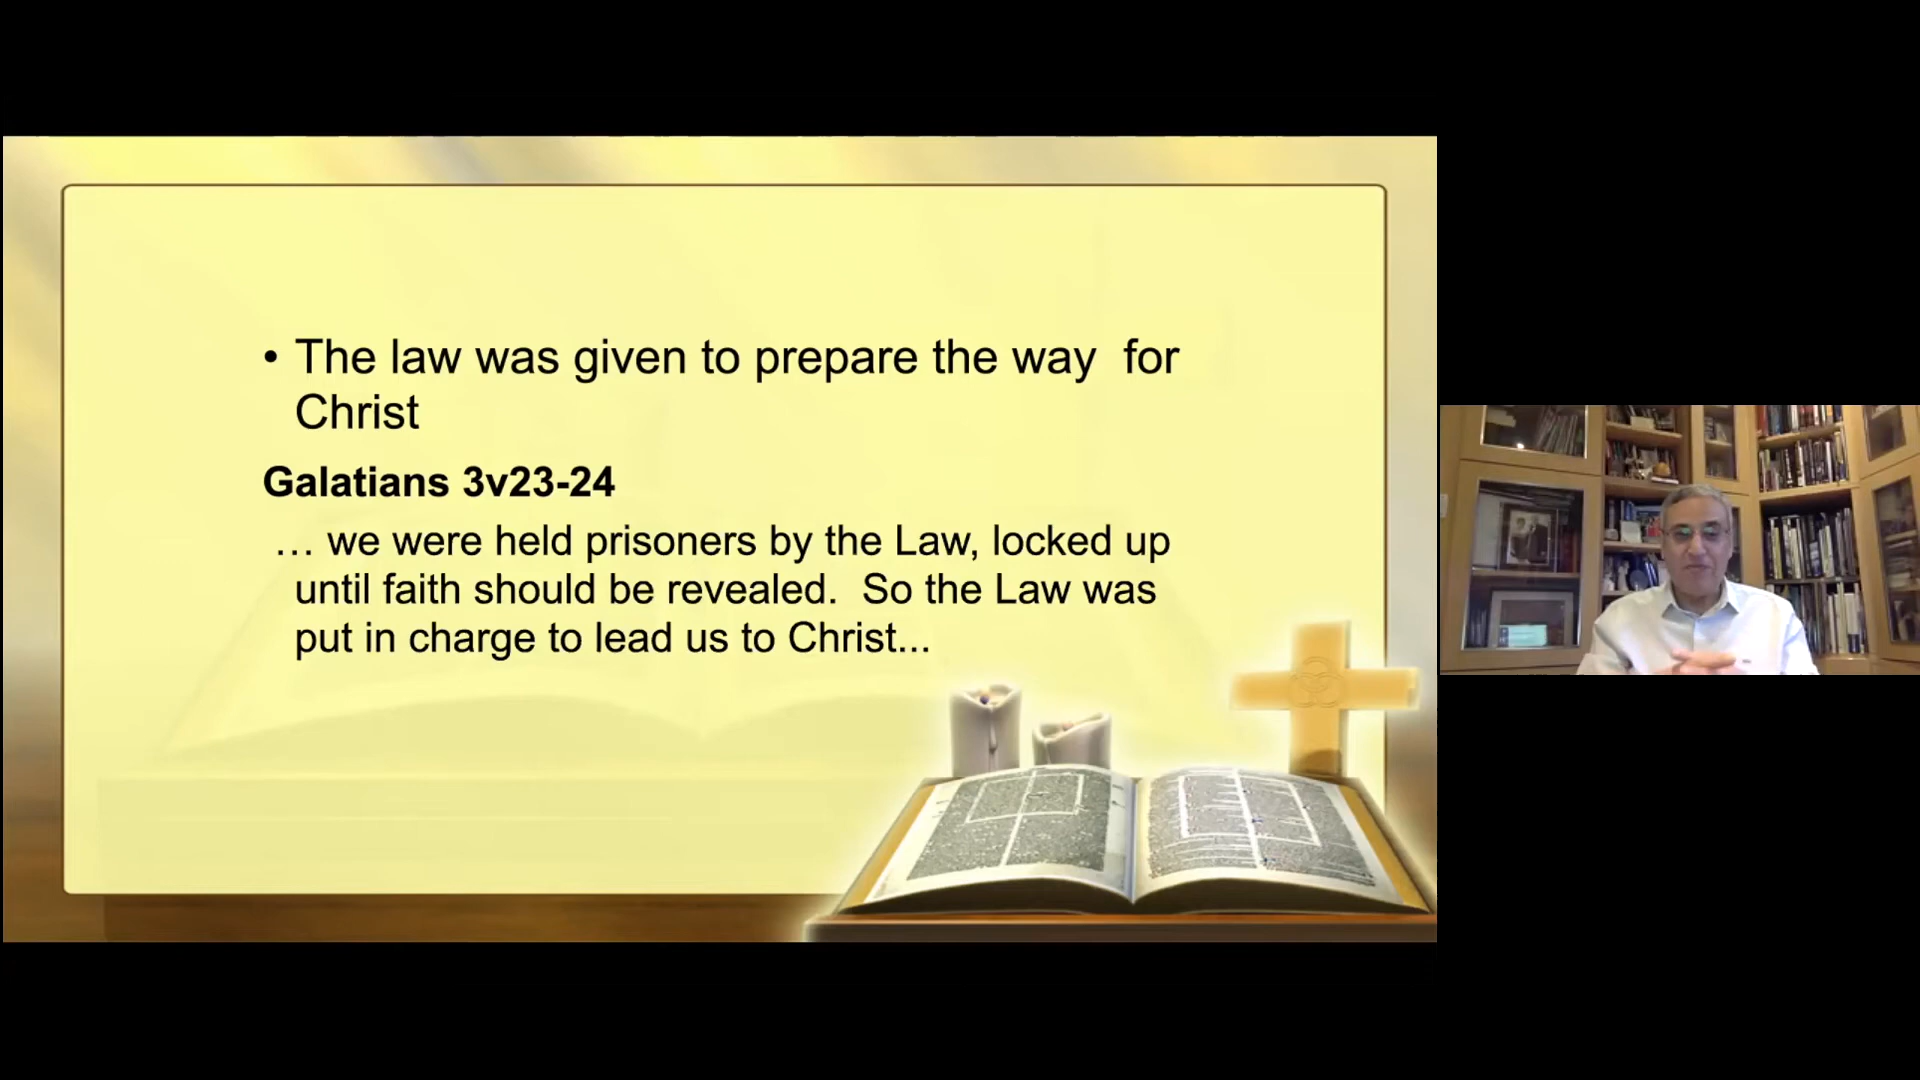 • The law was given to prepare the way  for
Christ
Galatians 3v23-24
… we were held prisoners by the Law, locked up
until faith should be revealed.  So the Law was
put in charge to lead us to Christ...